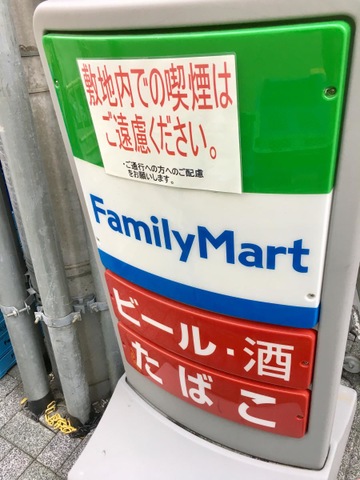 敷地内での喫煙は
ご遠慮ください。
・ご通行への方へのご配慮
をお願いします。
FamilyMart
ビール・酒
たばこ